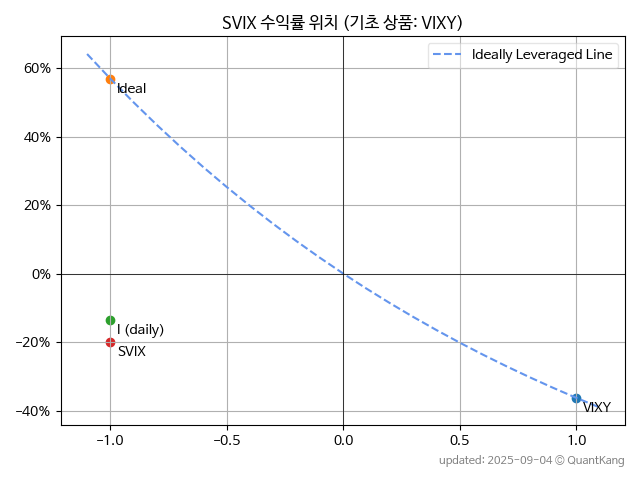 SVIX 수익률 위치 (기초 상품: VIXY)
Ideally Leveraged Line
60%
40%
20%
0%
−20%
−40%
Ideal
I (daily)
SVIX
VIXY
−1.0
−0.5
0.0
0.5
1.0
updated: 2025-09-04 © QuantKang